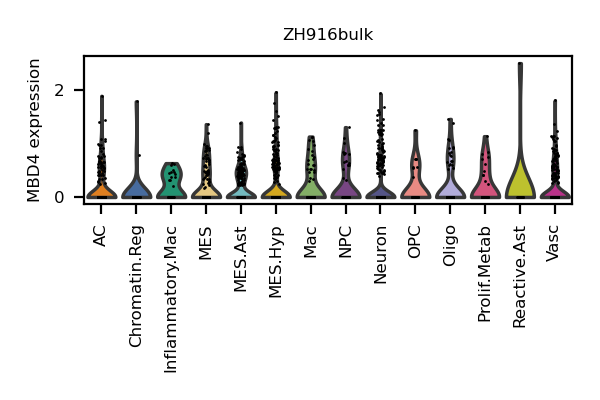 ZH916bulk
MBD4 expression
2
0
AC
Chromatin.Reg
Inflammatory.Mac
MES
MES.Ast
MES.Hyp
Mac
NPC
Neuron
OPC
Oligo
Prolif.Metab
Reactive.Ast
Vasc